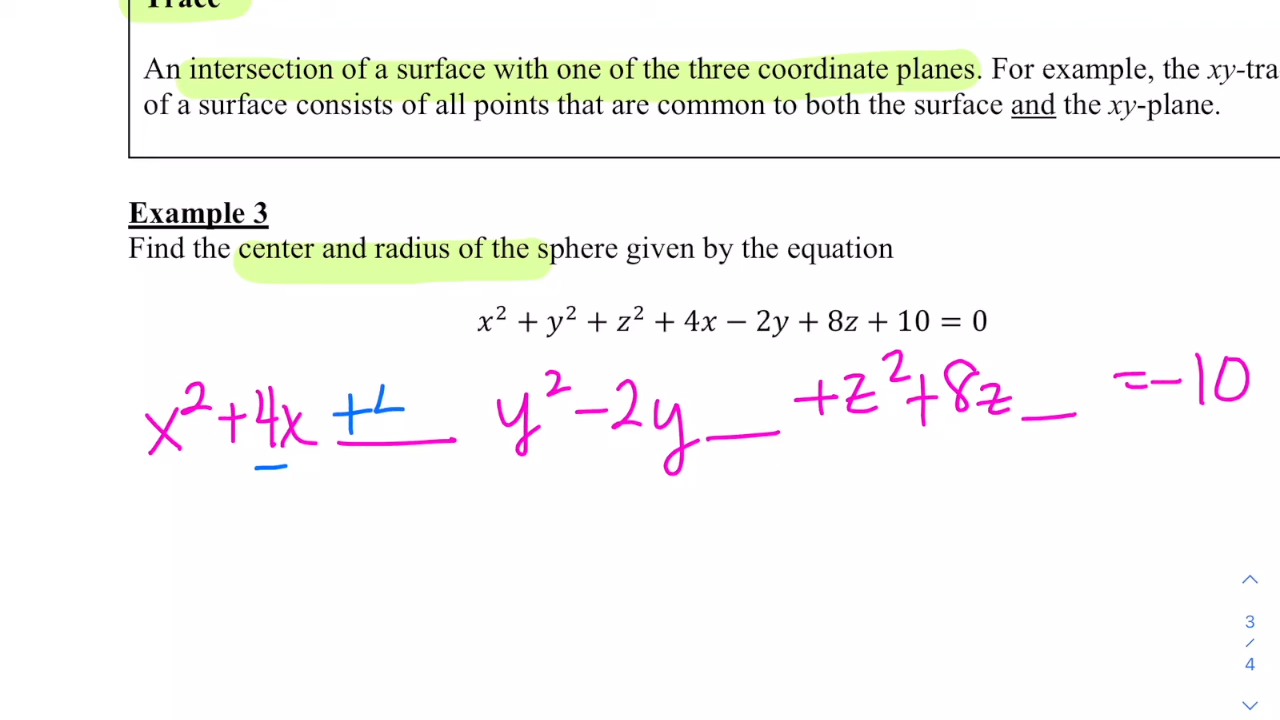 Trace
An intersection of a surface with one of the three coordinate planes. For example, the xy-tra
of a surface consists of all points that are common to both the surface and the xy-plane.
Example 3
Find the center and radius of the sphere given by the equation
x² + y² + z² + 4x − 2y + 8z + 10 = 0
x² + 4x + __ y² − 2y __ + z² + 8z __ = −10
3
/
4